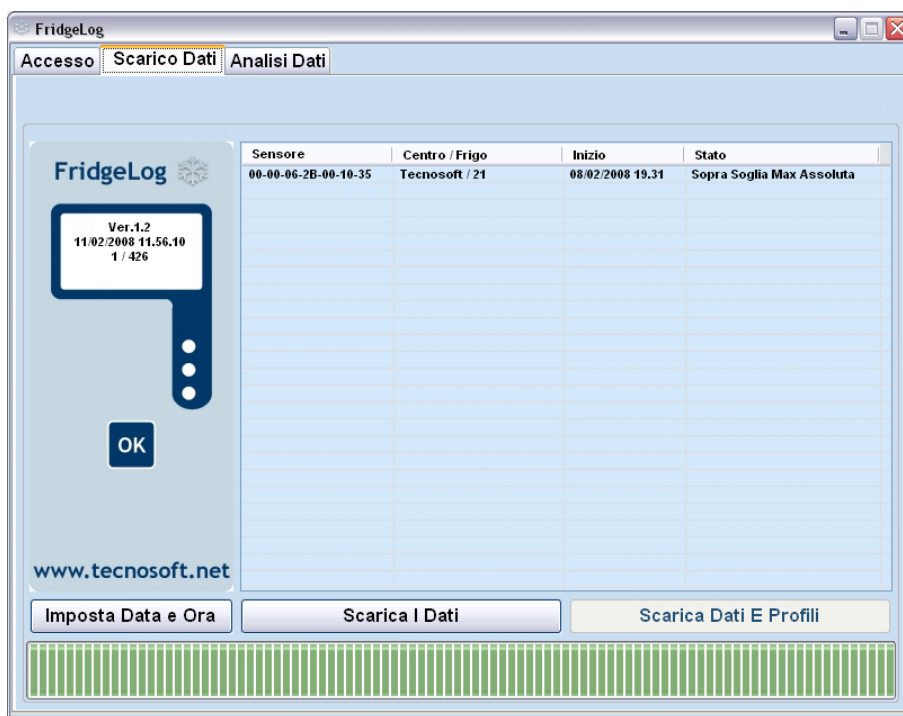 FridgeLog
Accesso Scarico Dati Analisi Dati
FridgeLog
Ver.1.2
11/02/2008 11.56.10
1 / 426
OK
www.tecnosoft.net
Sensore Centro / Frigo Inizio Stato
00-00-06-2B-00-10-35 Tecnosoft / 21 08/02/2008 19.31 Sopra Soglia Max Assoluta
Imposta Data e Ora Scarica I Dati Scarica Dati E Profili